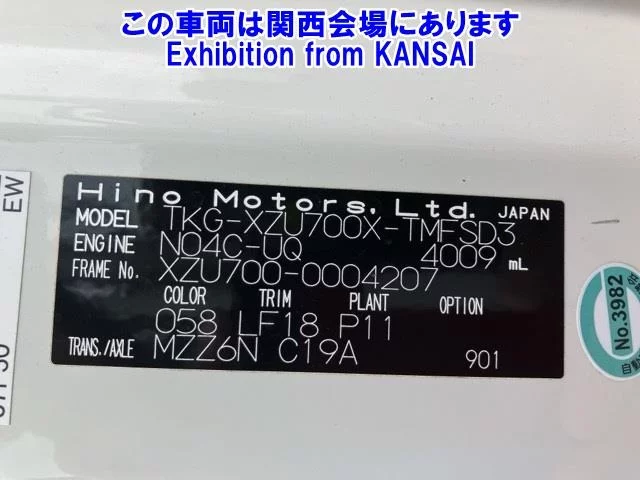 この車両は関西会場にあります
Exhibition from KANSAI
Hino Motors, Ltd. JAPAN
MODEL TKG-XZU700X-TMFSD3
ENGINE N04C-UQ 4009 mL
FRAME No. XZU700-0004207
COLOR TRIM PLANT OPTION
058 LF18 P11
TRANS./AXLE MZZ6N C19A 901
EW
No.3982